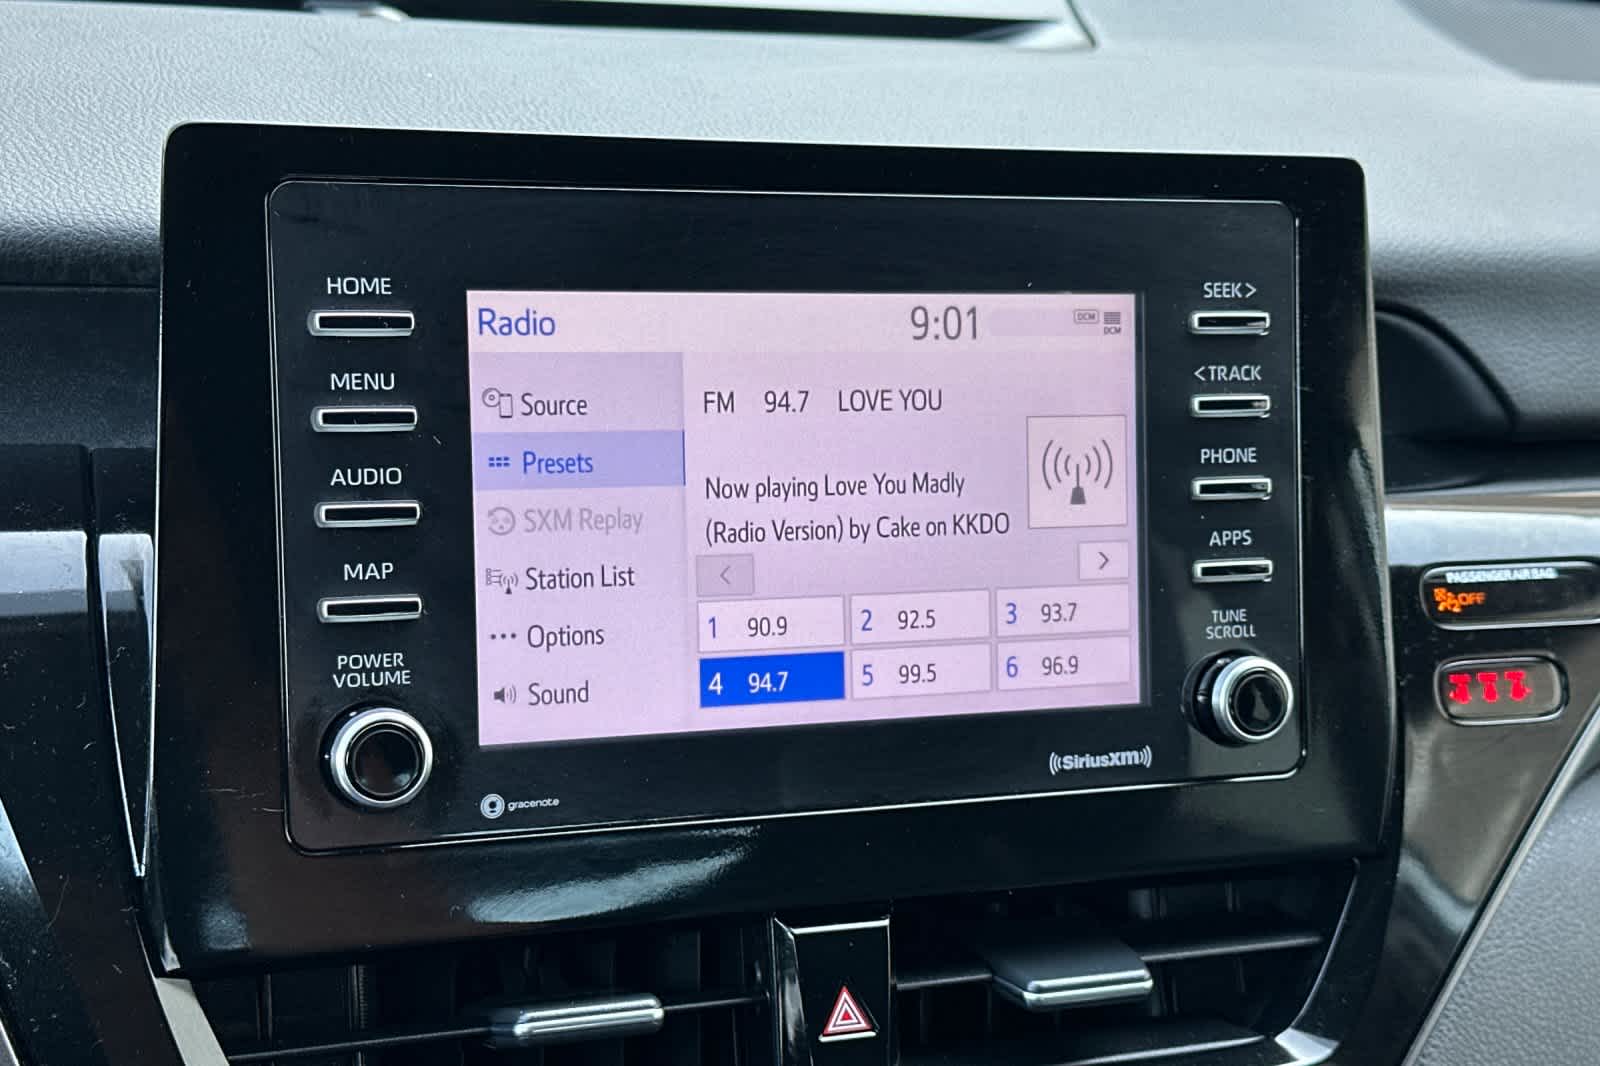 HOME
MENU
AUDIO
MAP
POWER
VOLUME
Radio
9:01
DCM
DCM
Source
Presets
SXM Replay
Station List
Options
Sound
FM 94.7 LOVE YOU
Now playing Love You Madly
(Radio Version) by Cake on KKDO
<
>
1 90.9
2 92.5
3 93.7
4 94.7
5 99.5
6 96.9
SEEK >
< TRACK
PHONE
APPS
TUNE
SCROLL
gracenote
((SiriusXM))
PASSENGER AIR BAG
OFF